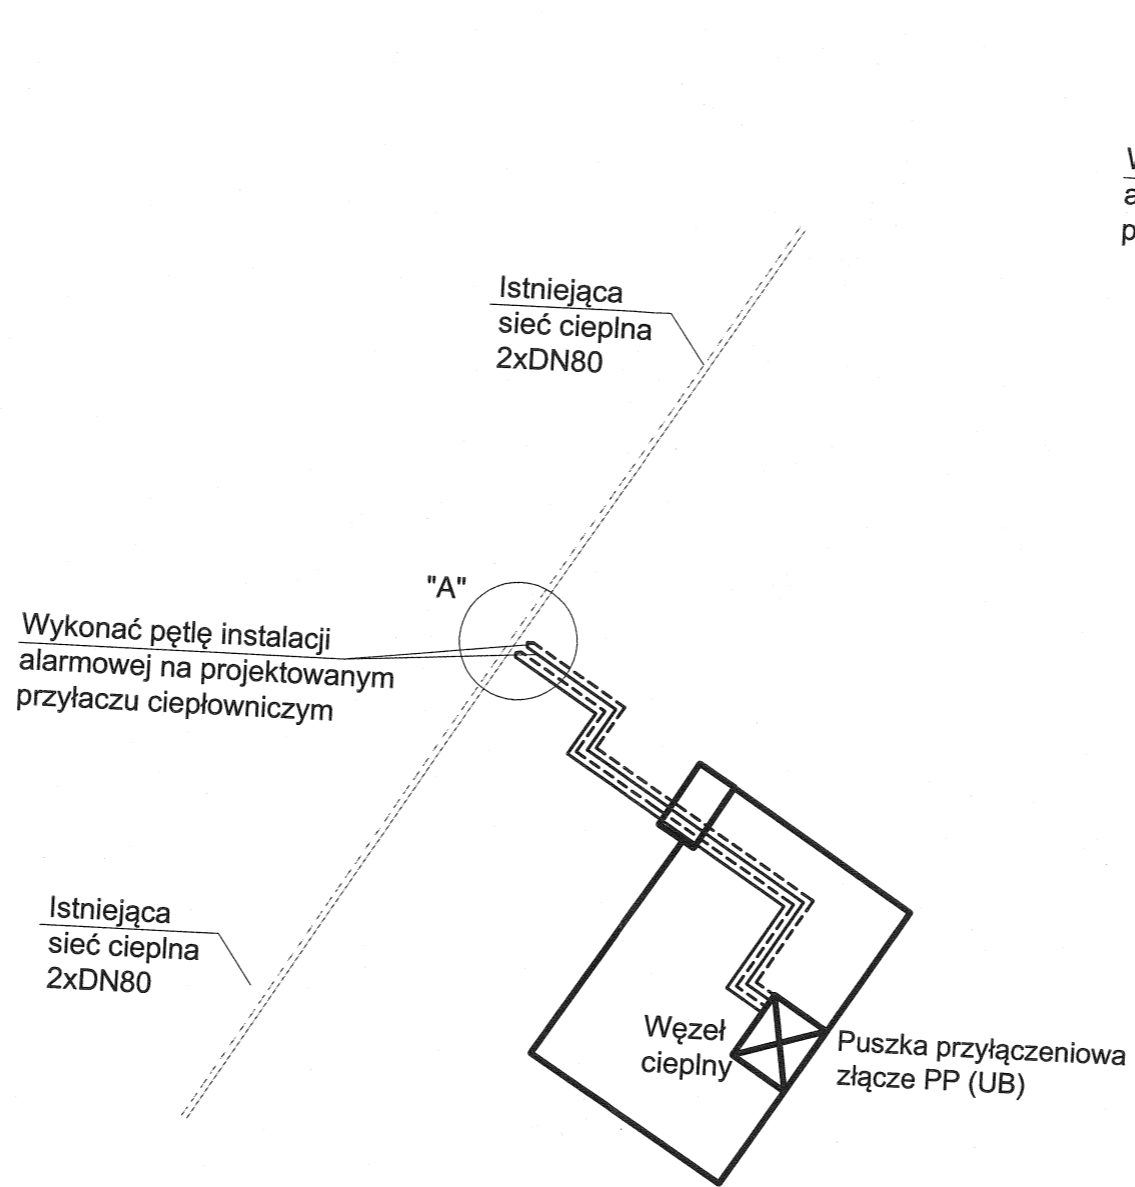 Istniejąca
sieć cieplna
2xDN80
"A"
Wykonać pętlę instalacji
alarmowej na projektowanym
przyłaczu ciepłowniczym
Istniejąca
sieć cieplna
2xDN80
Węzeł
cieplny
Puszka przyłączeniowa
złącze PP (UB)